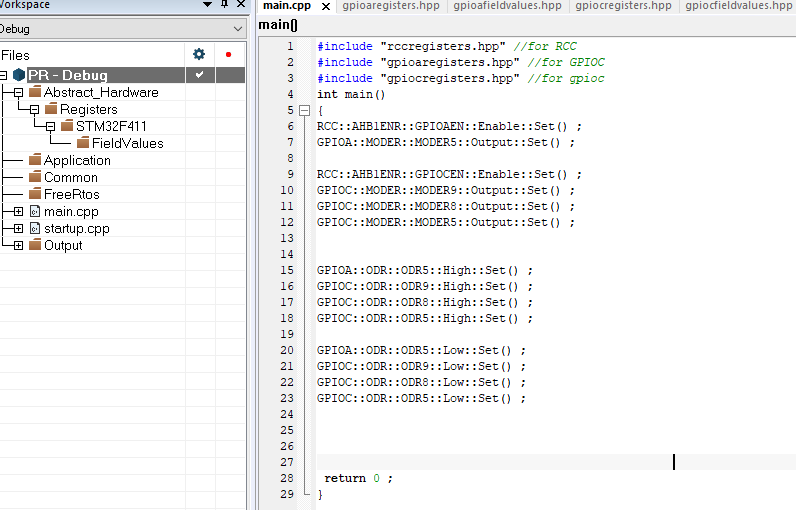 Workspace
main.cpp
gpioaregisters.hpp
gpioafieldvalues.hpp
gpiocregisters.hpp
gpiocfieldvalues.hpp
Debug
main()
Files
PR - Debug
Abstract_Hardware
Registers
STM32F411
FieldValues
Application
Common
FreeRtos
main.cpp
startup.cpp
Output
1 #include "rccregisters.hpp" //for RCC
2 #include "gpioaregisters.hpp" //for GPIOC
3 #include "gpiocregisters.hpp" //for gpioc
4 int main()
5 {
6 RCC::AHB1ENR::GPIOAEN::Enable::Set() ;
7 GPIOA::MODER::MODER5::Output::Set() ;
8
9 RCC::AHB1ENR::GPIOCEN::Enable::Set() ;
10 GPIOC::MODER::MODER9::Output::Set() ;
11 GPIOC::MODER::MODER8::Output::Set() ;
12 GPIOC::MODER::MODER5::Output::Set() ;
13
14
15 GPIOA::ODR::ODR5::High::Set() ;
16 GPIOC::ODR::ODR9::High::Set() ;
17 GPIOC::ODR::ODR8::High::Set() ;
18 GPIOC::ODR::ODR5::High::Set() ;
19
20 GPIOA::ODR::ODR5::Low::Set() ;
21 GPIOC::ODR::ODR9::Low::Set() ;
22 GPIOC::ODR::ODR8::Low::Set() ;
23 GPIOC::ODR::ODR5::Low::Set() ;
24
25
26
27
28 return 0 ;
29 }